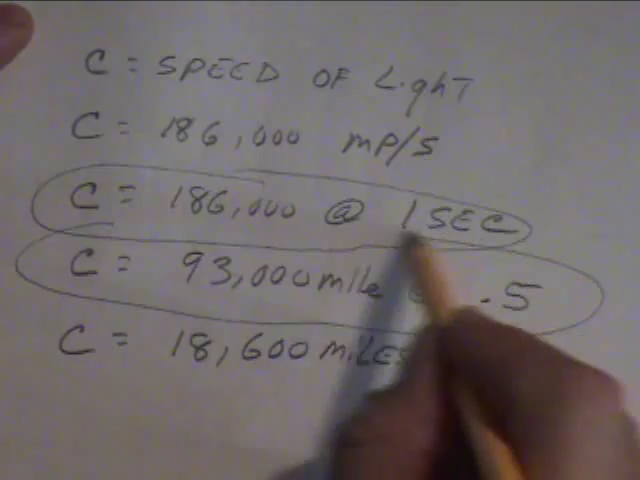 C = SPEED OF LighT
C = 186,000 mP/S
C = 186,000 @ 1 SEC
C = 93,000 mile .5
C = 18,600 MILES